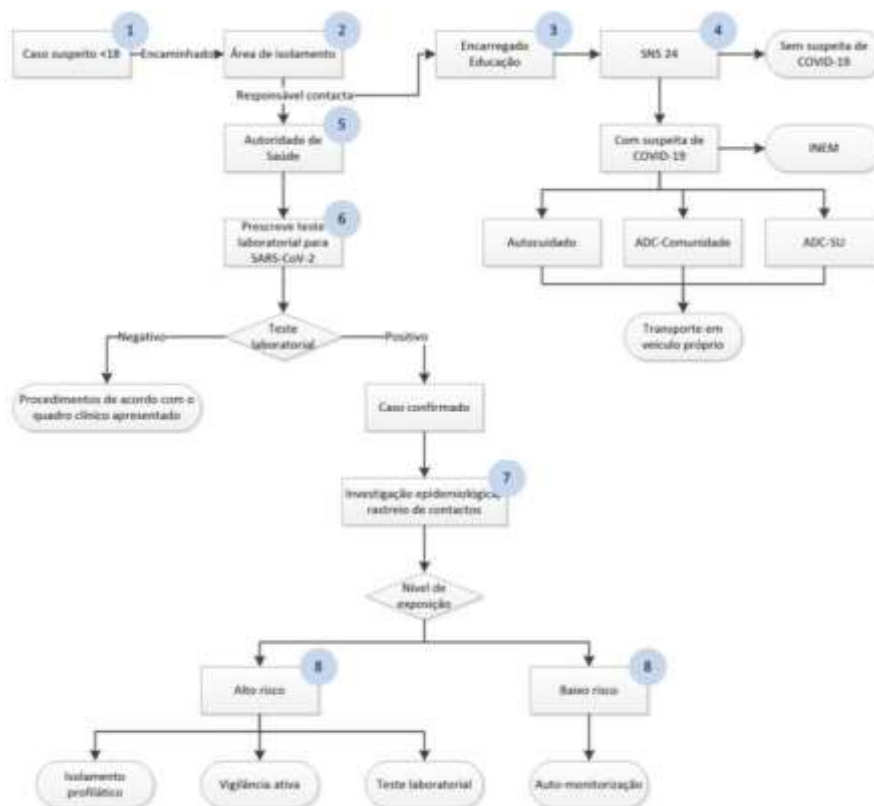 1
Caso suspeito <18
Encaminhado
2
Área de isolamento
Responsável contacta
3
Encarregado
Educação
4
SNS 24
Sem suspeita de
COVID-19
5
Autoridade de
Saúde
Com suspeita de
COVID-19
INEM
6
Prescreve teste
laboratorial para
SARS-CoV-2
Autocuidado
ADC-Comunidade
ADC-SU
Transporte em
veículo próprio
Negativo
Teste
laboratorial
Positivo
Procedimentos de acordo com o
quadro clínico apresentado
Caso confirmado
7
Investigação epidemiológica,
rastreio de contactos
Nível de
exposição
8
Alto risco
8
Baixo risco
Isolamento
profilático
Vigilância ativa
Teste laboratorial
Auto-monitorização